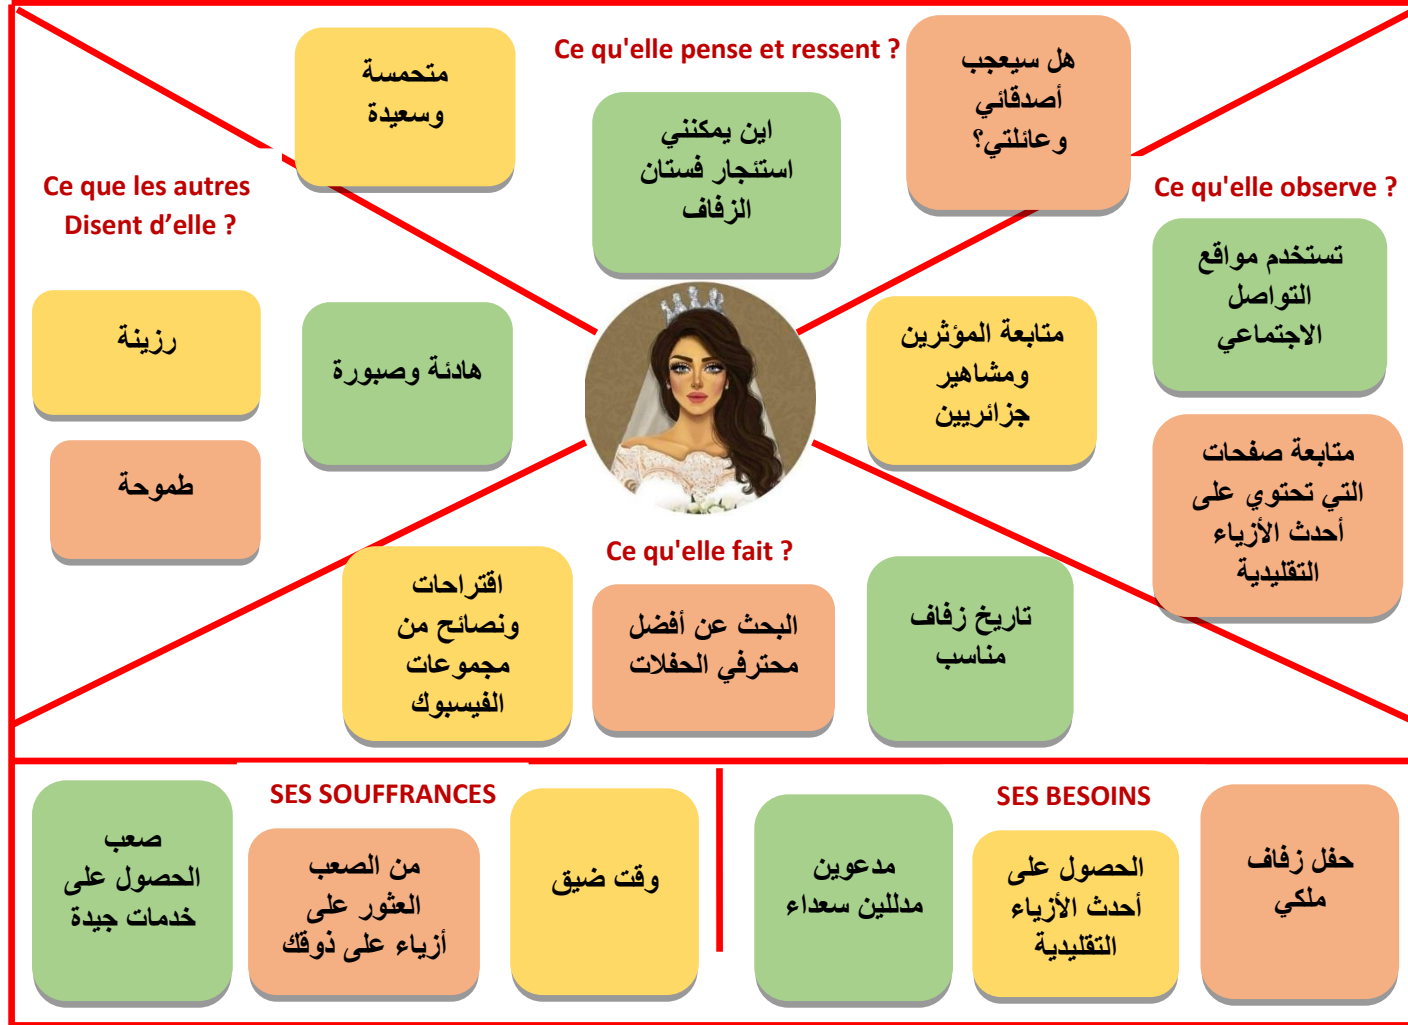 Ce qu'elle pense et ressent ?
متحمسة
وسعيدة
اين يمكنني
استئجار فستان
الزفاف
هل سيعجب
أصدقائي
وعائلتي؟
Ce que les autres
Disent d’elle ?
رزينة
هادئة وصبورة
طموحة
Ce qu'elle observe ?
تستخدم مواقع
التواصل
الاجتماعي
متابعة المؤثرين
ومشاهير
جزائريين
متابعة صفحات
التي تحتوي على
أحدث الأزياء
التقليدية
Ce qu'elle fait ?
اقتراحات
ونصائح من
مجموعات
الفيسبوك
البحث عن أفضل
محترفي الحفلات
تاريخ زفاف
مناسب
SES SOUFFRANCES
صعب
الحصول على
خدمات جيدة
من الصعب
العثور على
أزياء على ذوقك
وقت ضيق
SES BESOINS
مدعوين
مدللين سعداء
الحصول على
أحدث الأزياء
التقليدية
حفل زفاف
ملكي